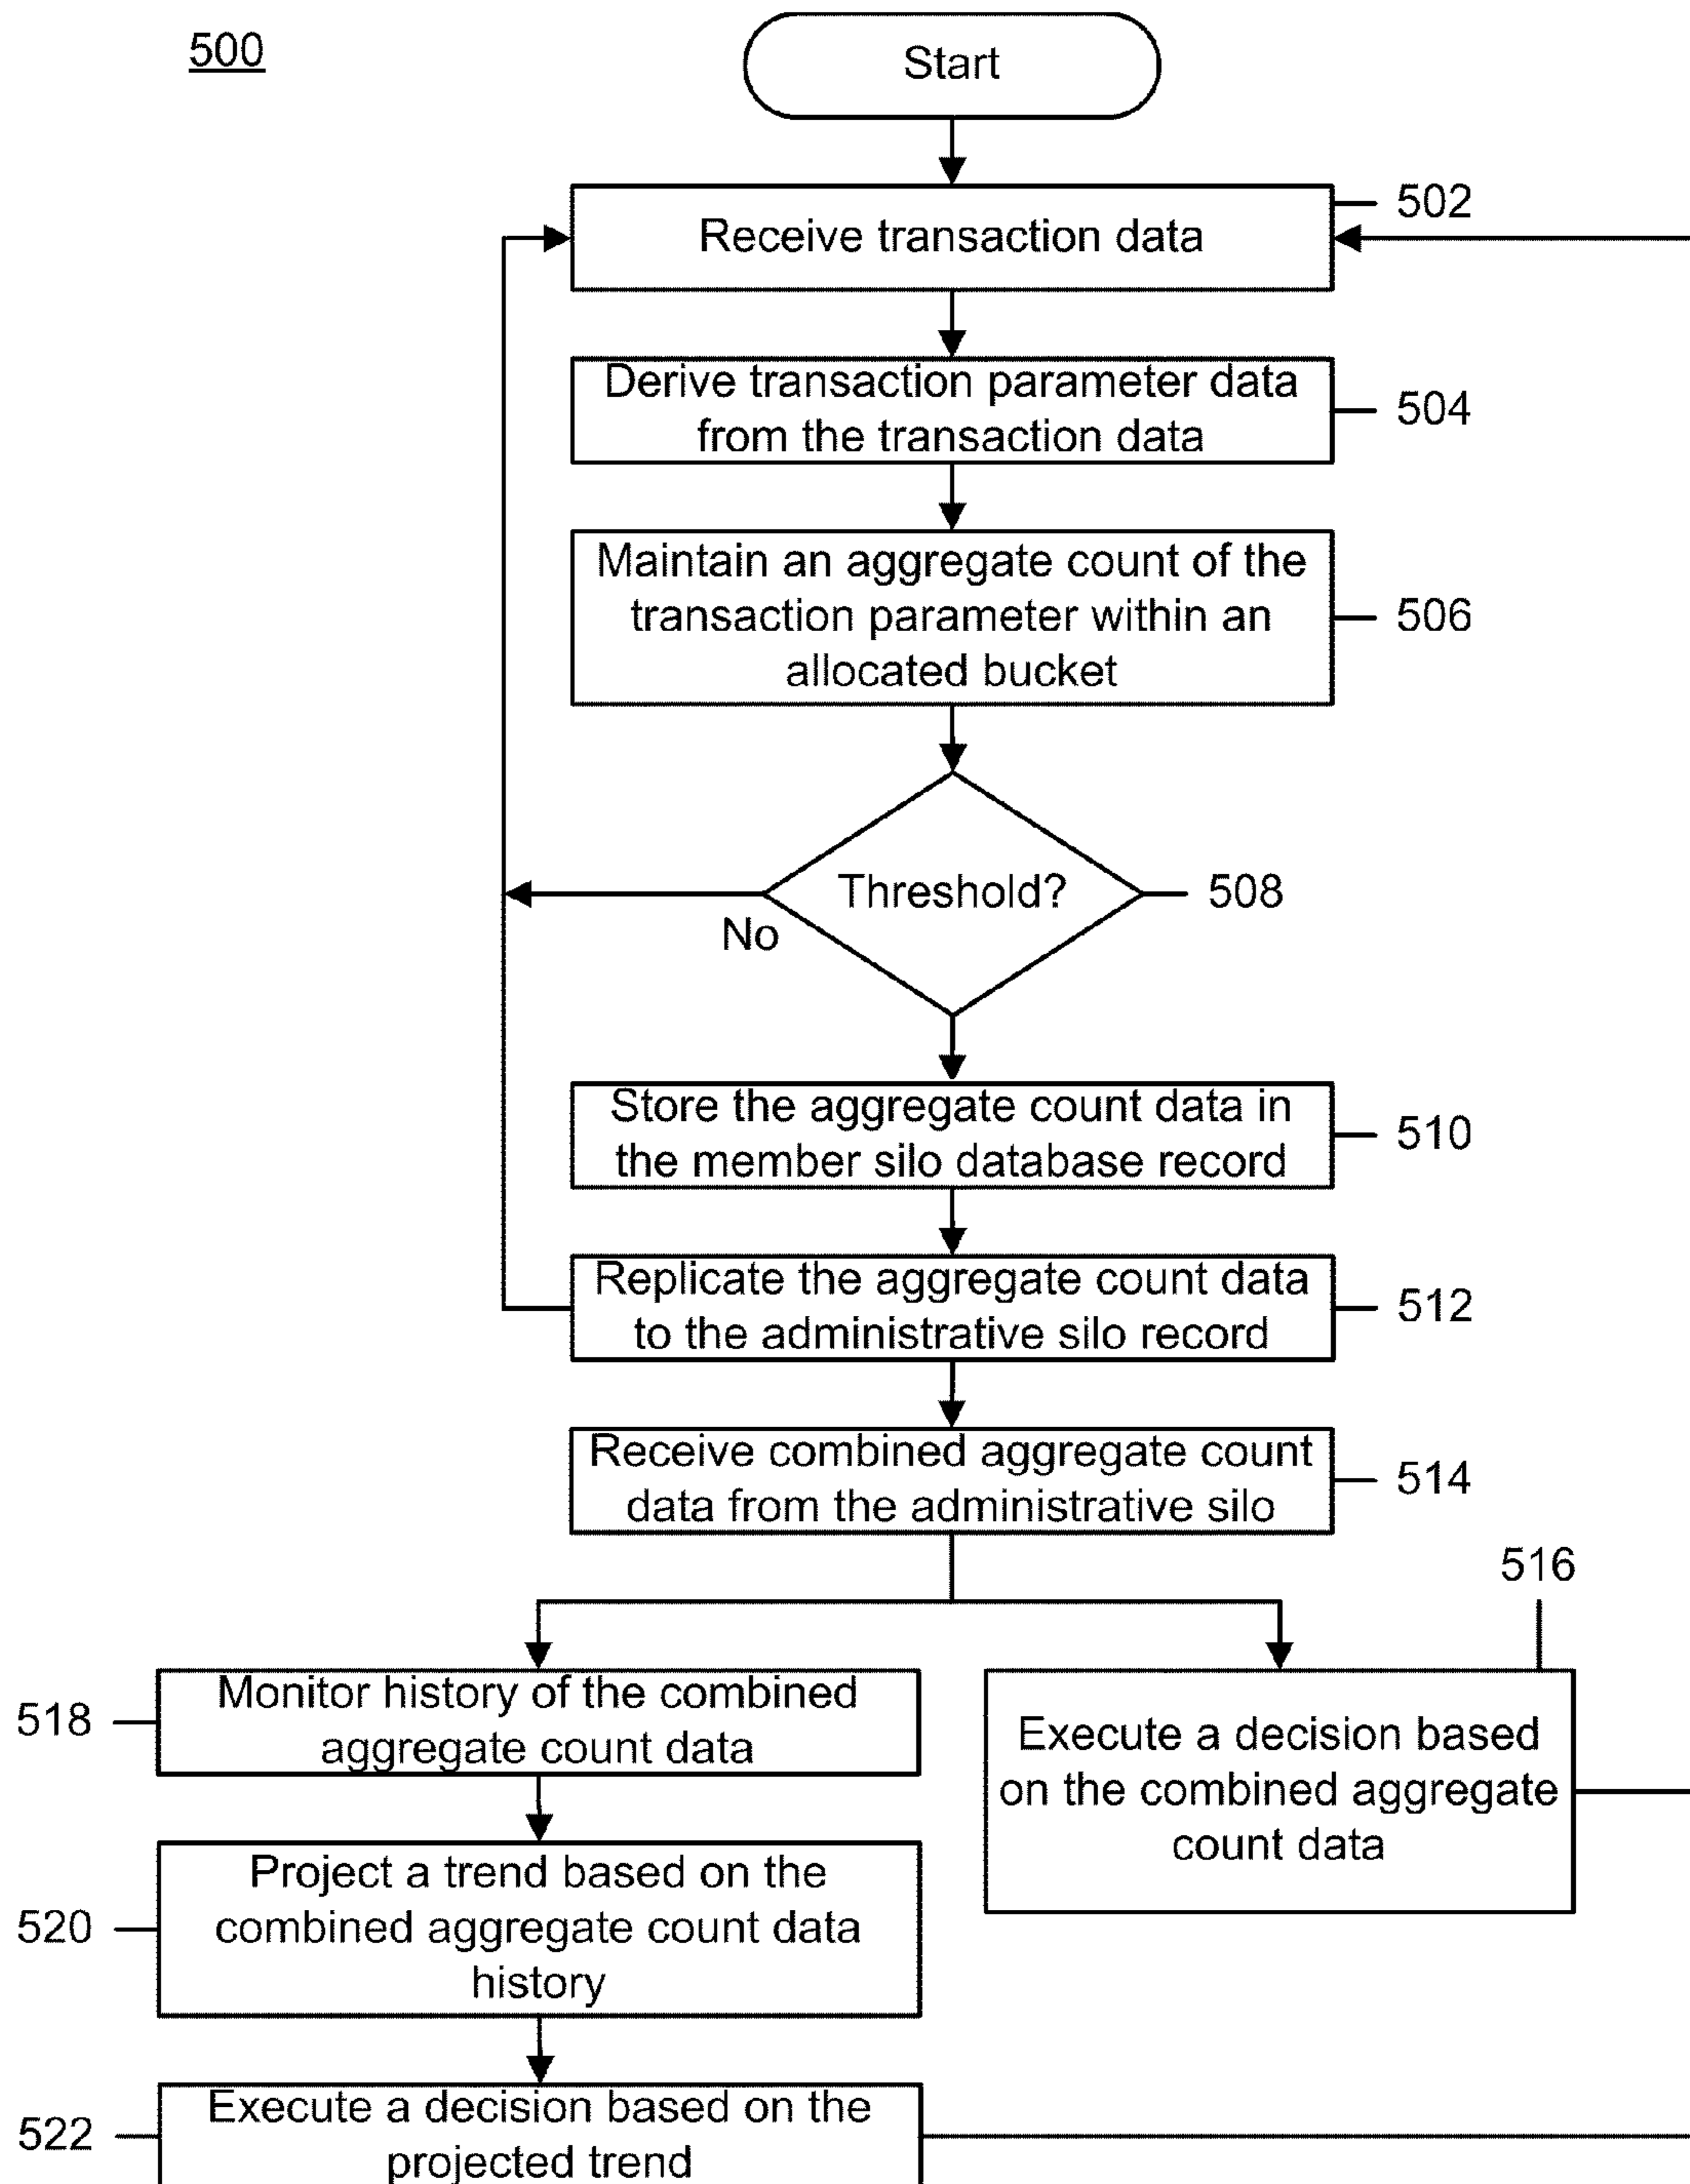 500
Start
502
Receive transaction data
Derive transaction parameter data
from the transaction data
504
Maintain an aggregate count of the
transaction parameter within an
allocated bucket
506
Threshold?
508
No
Store the aggregate count data in
the member silo database record
510
Replicate the aggregate count data
to the administrative silo record
512
Receive combined aggregate count
data from the administrative silo
514
516
518
Monitor history of the combined
aggregate count data
Execute a decision based
on the combined aggregate
count data
520
Project a trend based on the
combined aggregate count data
history
522
Execute a decision based on the
projected trend